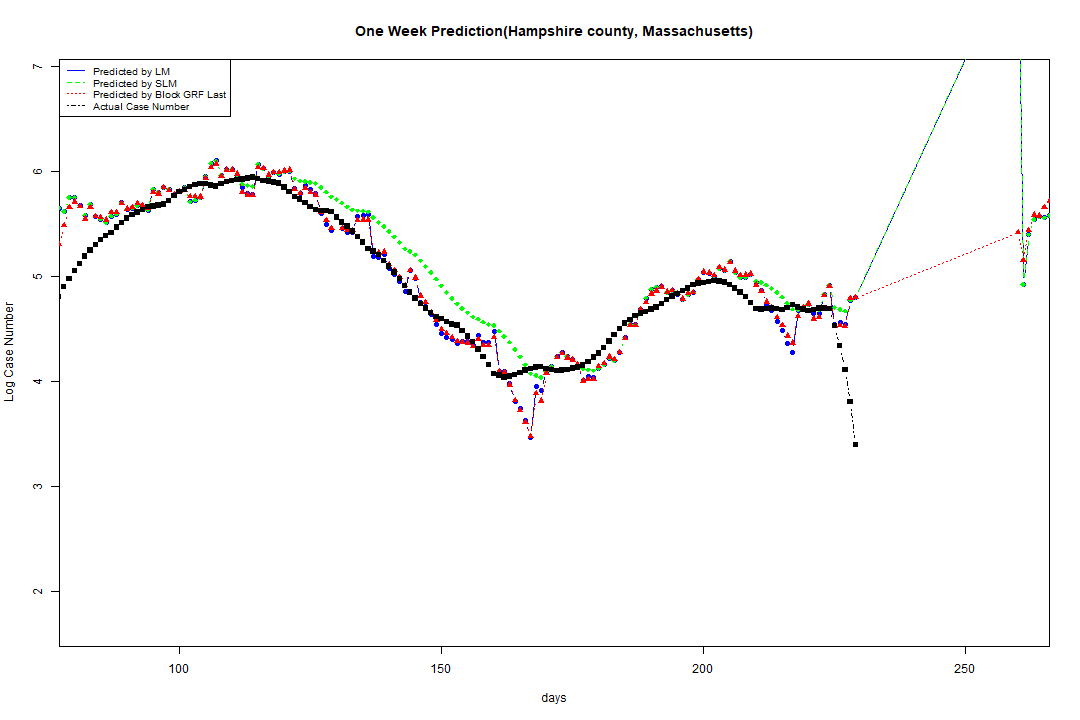 One Week Prediction(Hampshire county, Massachusetts)
Predicted by LM
Predicted by SLM
Predicted by Block GRF Last
Actual Case Number
7
6
5
4
3
2
Log Case Number
100 150 200 250
days